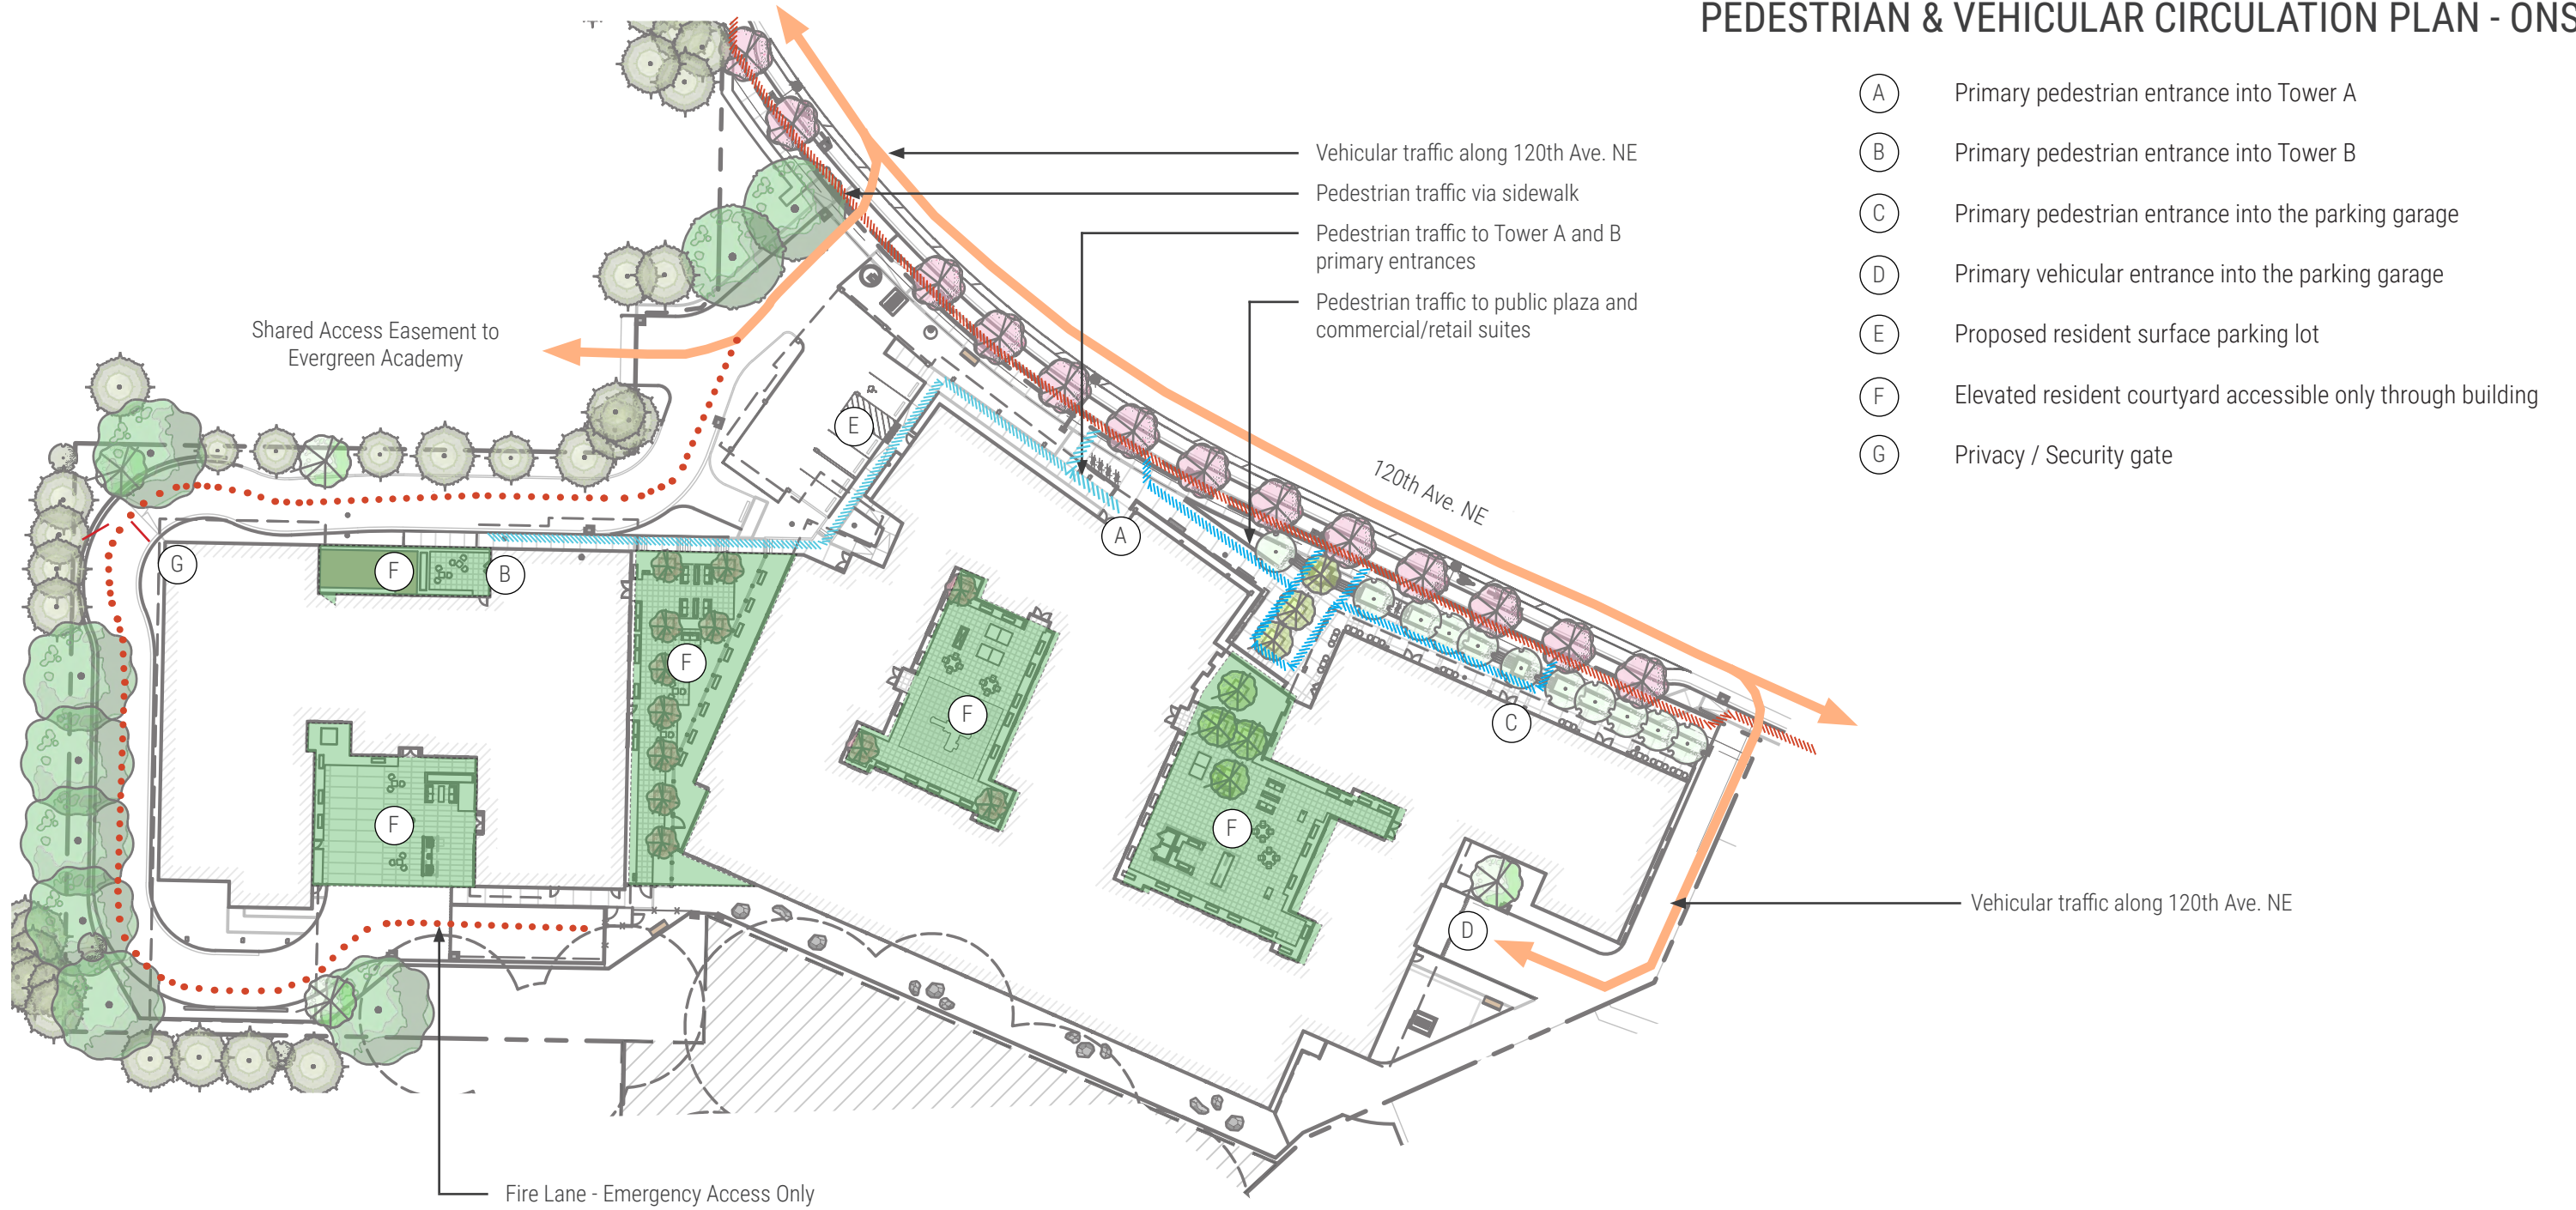 PEDESTRIAN & VEHICULAR CIRCULATION PLAN - ONS
A Primary pedestrian entrance into Tower A
B Primary pedestrian entrance into Tower B
C Primary pedestrian entrance into the parking garage
D Primary vehicular entrance into the parking garage
E Proposed resident surface parking lot
F Elevated resident courtyard accessible only through building
G Privacy / Security gate
Vehicular traffic along 120th Ave. NE
Pedestrian traffic via sidewalk
Pedestrian traffic to Tower A and B
primary entrances
Pedestrian traffic to public plaza and
commercial/retail suites
Shared Access Easement to
Evergreen Academy
120th Ave. NE
E
A
G
F
B
F
F
C
F
F
D
Vehicular traffic along 120th Ave. NE
Fire Lane - Emergency Access Only